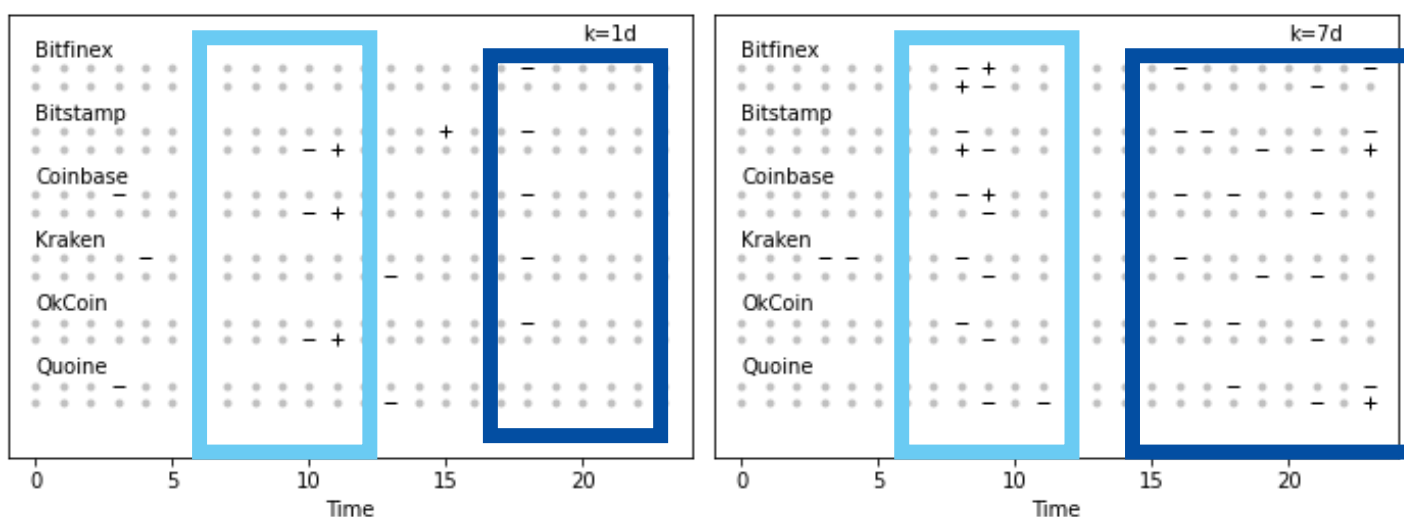 k=1d
Bitfinex
Bitstamp
Coinbase
Kraken
OkCoin
Quoine
0 5 10 15 20
Time
k=7d
Bitfinex
Bitstamp
Coinbase
Kraken
OkCoin
Quoine
0 5 10 15 20
Time